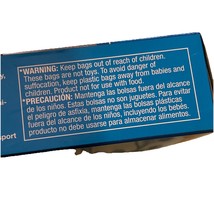 *WARNING: Keep bags out of reach of children.
These bags are not toys. To avoid danger of
suffocation, keep plastic bags away from babies and
children. Product not for use with food.
*PRECAUCIÓN: Mantenga las bolsas fuera del alcance
de los niños. Estas bolsas no son juguetes. Para evitar
el peligro de asfixia, mantenga las bolsas plásticas
fuera del alcance de los niños, incluyendo los bebés.
Producto no debe ser usado para almacenar alimentos.
sport